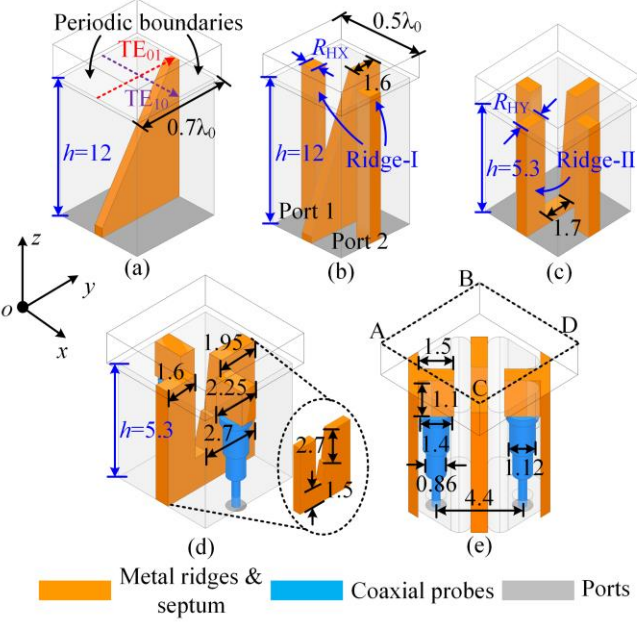 Periodic boundaries
TE01
TE10
0.7λ0
h=12
(a)
0.5λ0
RHX
1.6
h=12
Ridge-I
Port 1
Port 2
(b)
RHY
h=5.3
Ridge-II
1.7
(c)
z
y
o
x
1.95
1.6
2.25
h=5.3
2.7
2.7
1.5
(d)
B
A
D
1.5
C
1.1
1.4
1.12
0.86
4.4
(e)
Metal ridges &
septum
Coaxial probes
Ports